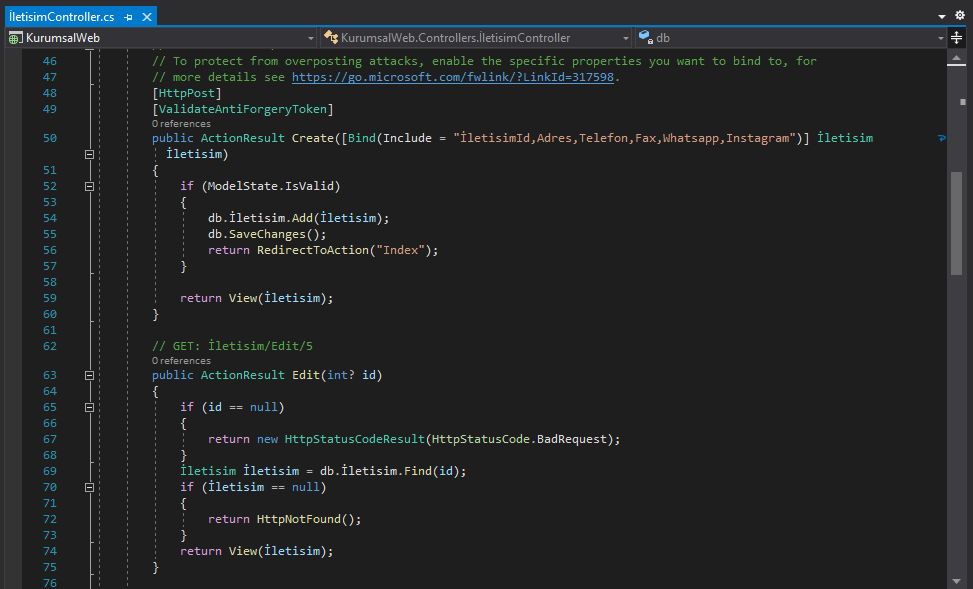 İletisimController.cs
KurumsalWeb
KurumsalWeb.Controllers.İletisimController
db
46 // To protect from overposting attacks, enable the specific properties you want to bind to, for
47 // more details see https://go.microsoft.com/fwlink/?LinkId=317598.
48 [HttpPost]
49 [ValidateAntiForgeryToken]
0 references
50 public ActionResult Create([Bind(Include = "İletisimId,Adres,Telefon,Fax,Whatsapp,Instagram")] İletisim
İletisim)
51 {
52 if (ModelState.IsValid)
53 {
54 db.İletisim.Add(İletisim);
55 db.SaveChanges();
56 return RedirectToAction("Index");
57 }
58
59 return View(İletisim);
60 }
61
62 // GET: İletisim/Edit/5
0 references
63 public ActionResult Edit(int? id)
64 {
65 if (id == null)
66 {
67 return new HttpStatusCodeResult(HttpStatusCode.BadRequest);
68 }
69 İletisim İletisim = db.İletisim.Find(id);
70 if (İletisim == null)
71 {
72 return HttpNotFound();
73 }
74 return View(İletisim);
75 }
76